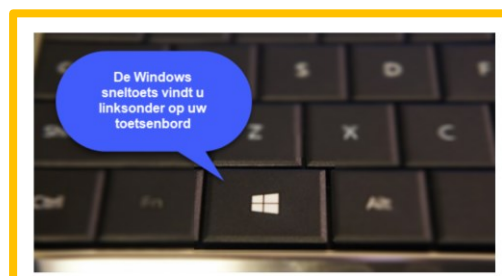 De Windows
sneltoets vindt u
linksonder op uw
toetsenbord
S D F
Z X C
Ctrl Fn Alt